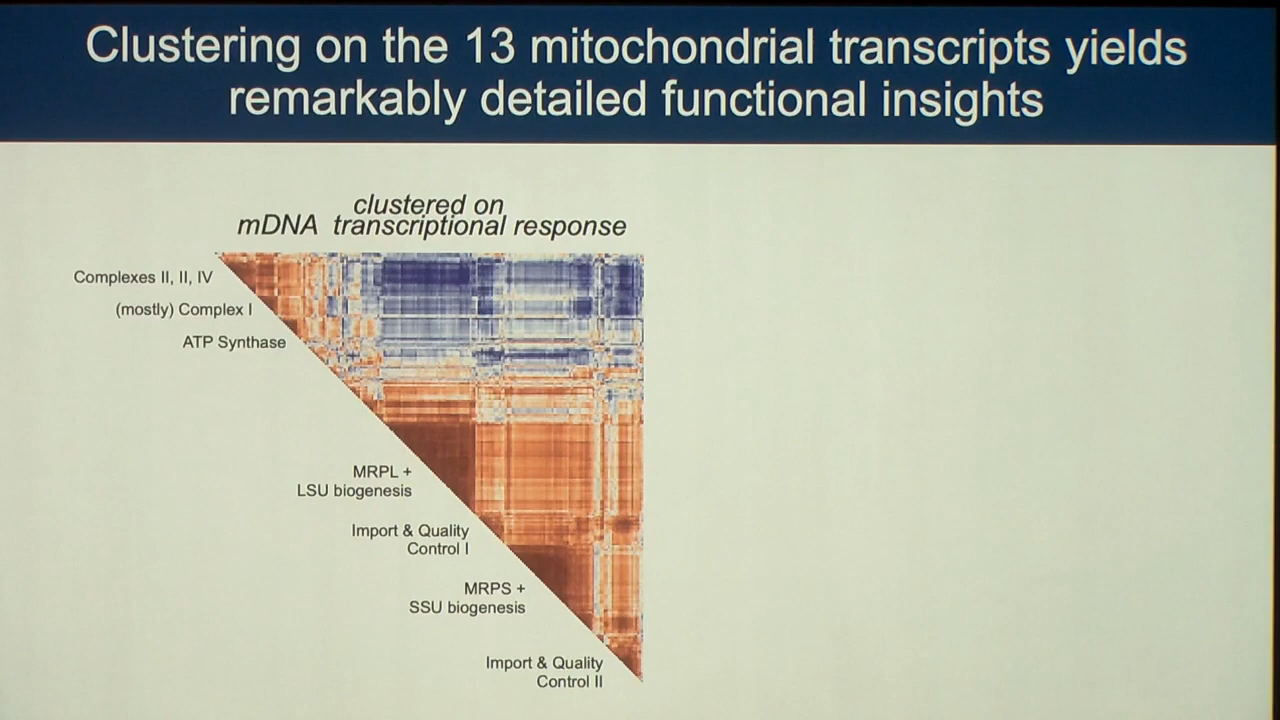 Clustering on the 13 mitochondrial transcripts yields
remarkably detailed functional insights
clustered on
mDNA transcriptional response
Complexes II, II, IV
(mostly) Complex I
ATP Synthase
MRPL +
LSU biogenesis
Import & Quality
Control I
MRPS +
SSU biogenesis
Import & Quality
Control II